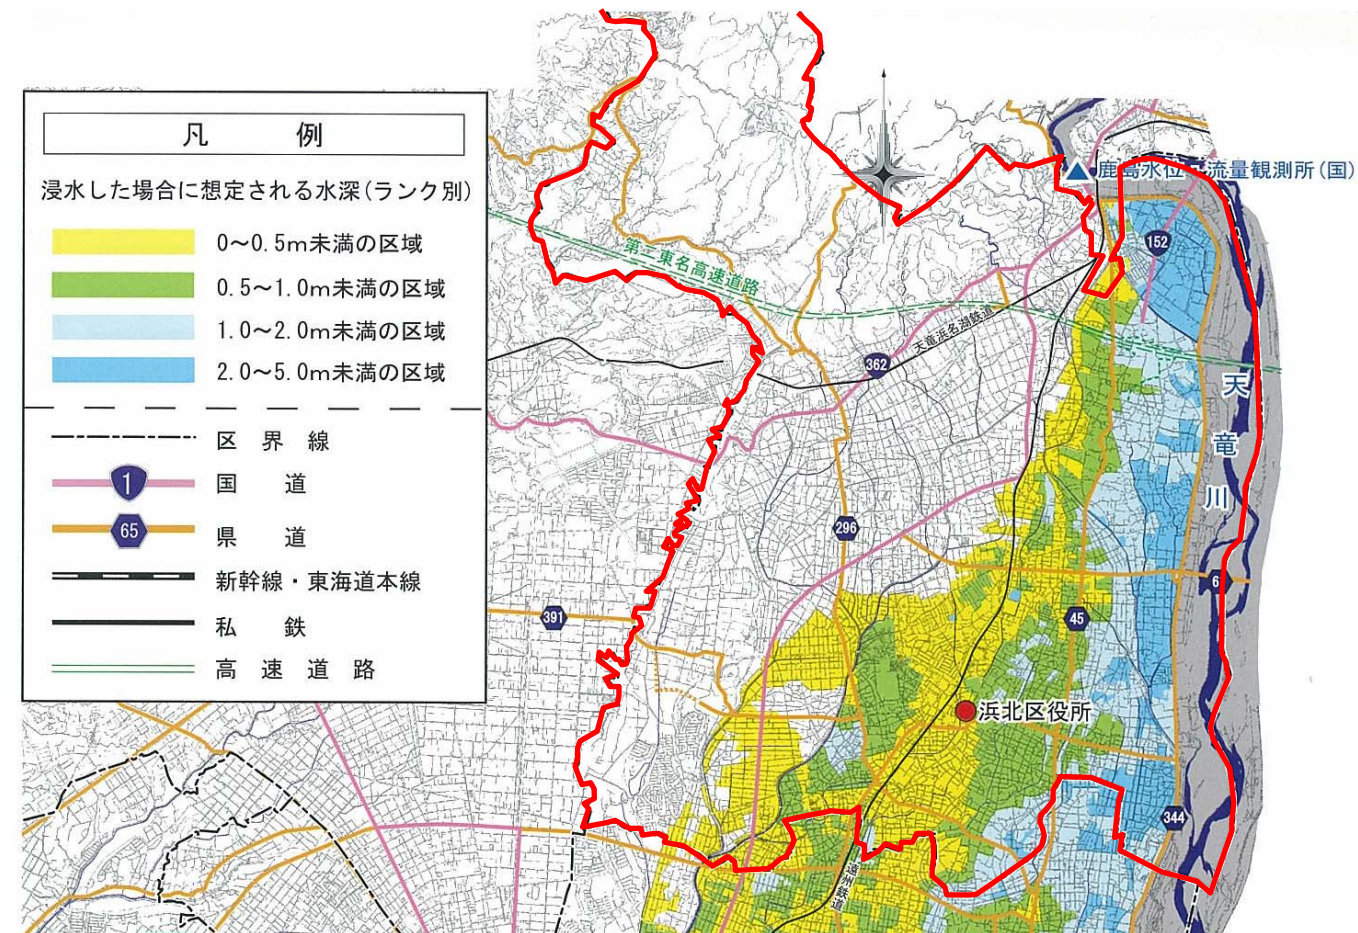 凡例
浸水した場合に想定される水深(ランク別)
0～0.5m未満の区域
0.5～1.0m未満の区域
1.0～2.0m未満の区域
2.0～5.0m未満の区域
区界線
1
国道
65
県道
新幹線・東海道本線
私鉄
高速道路
鹿島水位・流量観測所(国)
152
第二東名高速道路
天竜浜名湖鉄道
362
天竜川
296
6
391
45
浜北区役所
344
遠州鉄道